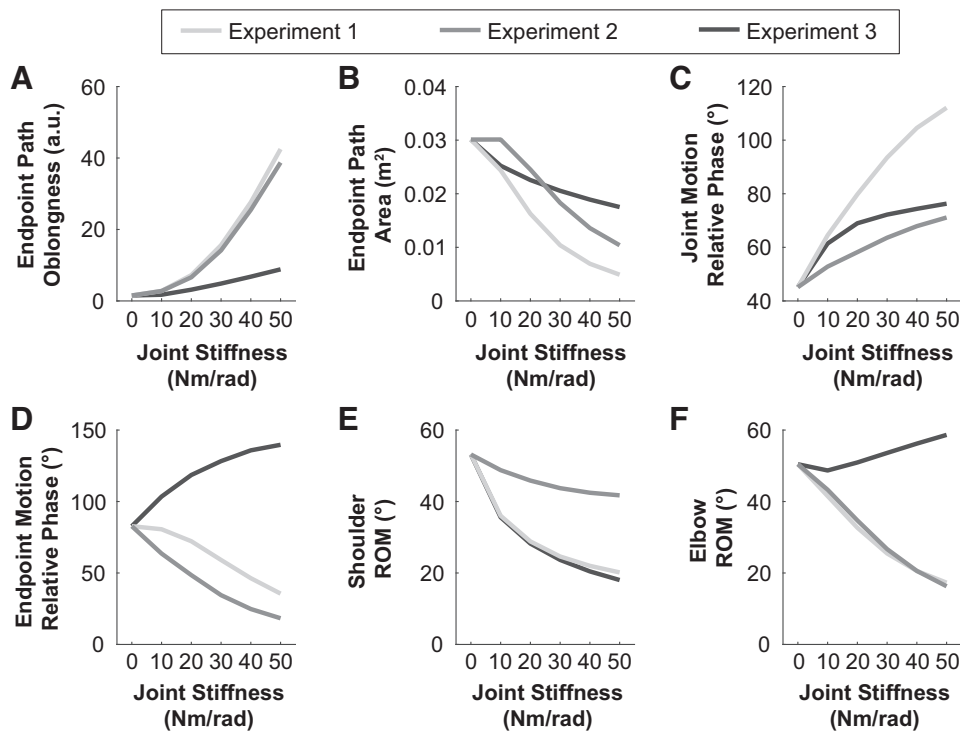 Experiment 1 Experiment 2 Experiment 3
A
Endpoint Path
Oblongness (a.u.)
60
40
20
0
0 10 20 30 40 50
Joint Stiffness
(Nm/rad)
B
Endpoint Path
Area (m²)
0.04
0.03
0.02
0.01
0
0 10 20 30 40 50
Joint Stiffness
(Nm/rad)
C
Joint Motion
Relative Phase (°)
120
100
80
60
40
0 10 20 30 40 50
Joint Stiffness
(Nm/rad)
D
Endpoint Motion
Relative Phase (°)
150
100
50
0
0 10 20 30 40 50
Joint Stiffness
(Nm/rad)
E
Shoulder
ROM (°)
60
40
20
0
0 10 20 30 40 50
Joint Stiffness
(Nm/rad)
F
Elbow
ROM (°)
60
40
20
0
0 10 20 30 40 50
Joint Stiffness
(Nm/rad)